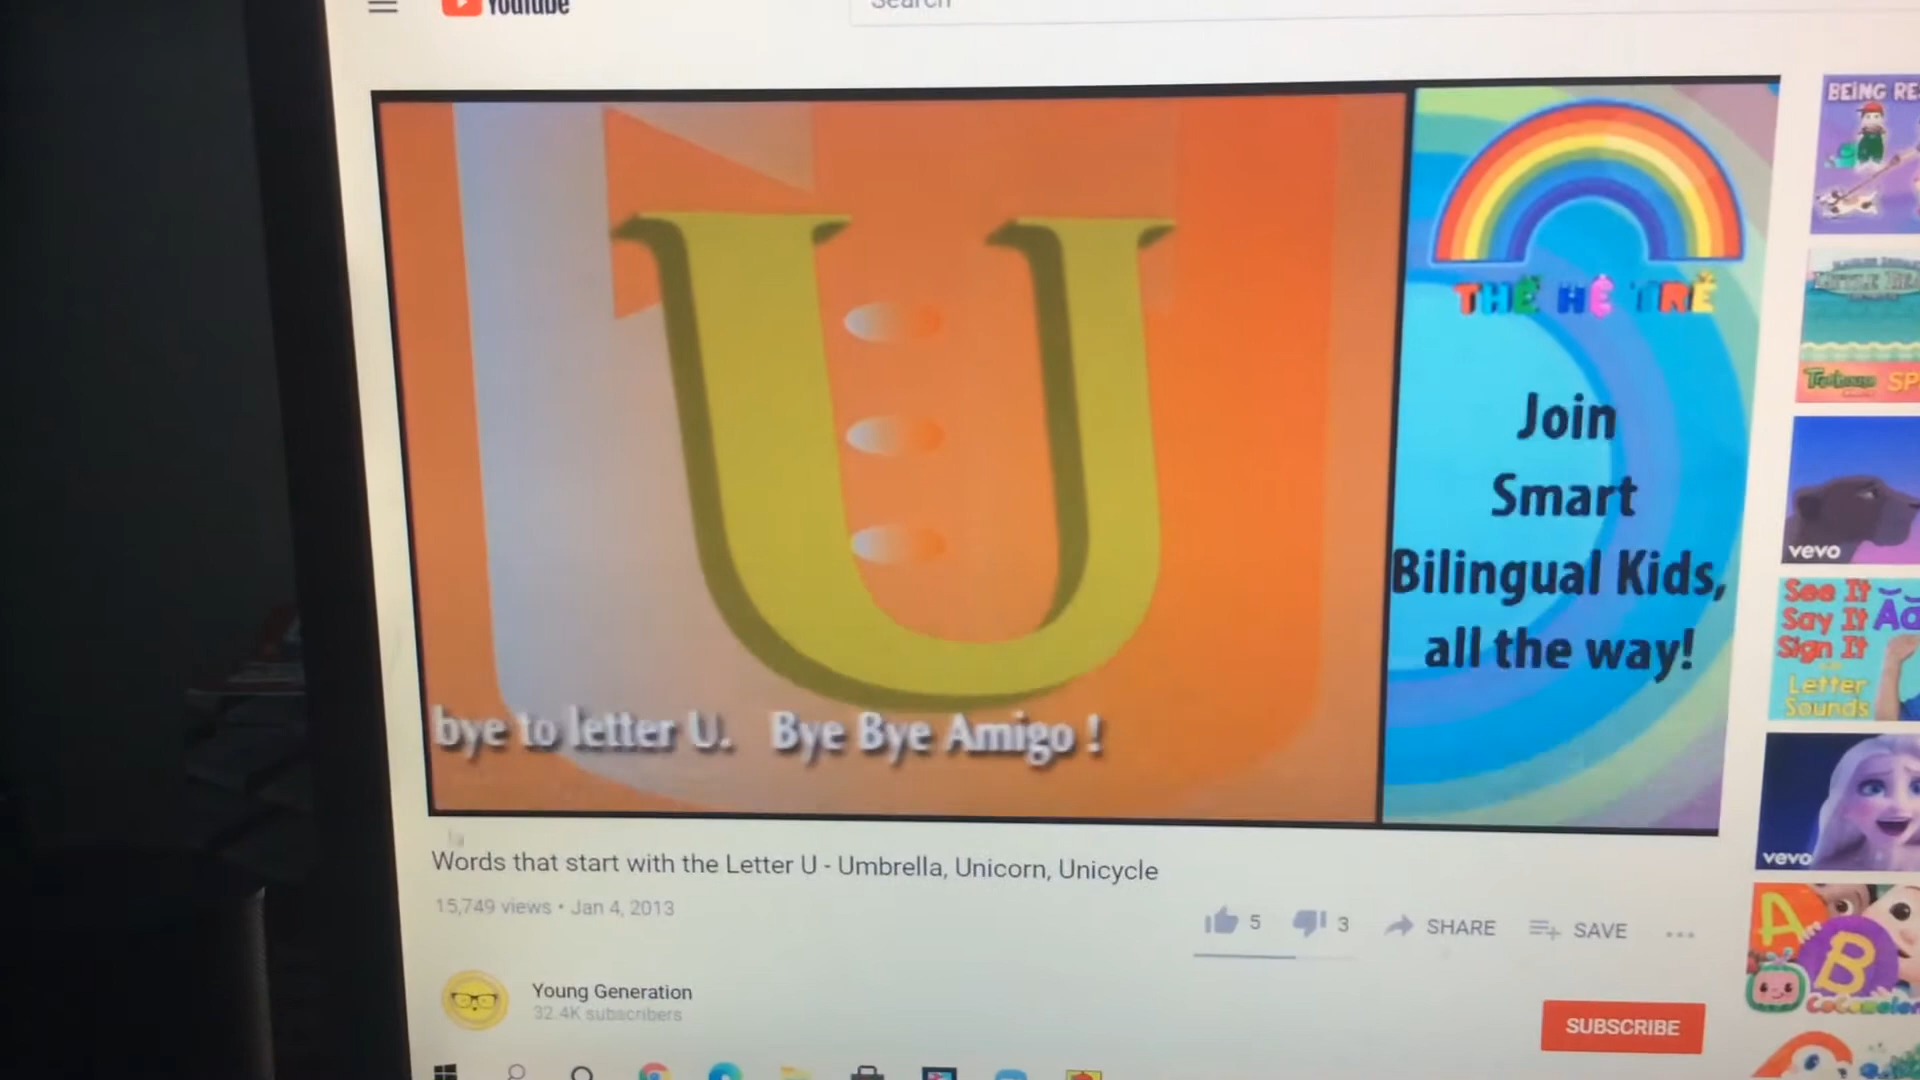 YouTube
Search
U
bye to letter U. Bye Bye Amigo !
THẾ HỆ TRẺ
Join
Smart
Bilingual Kids,
all the way!
Words that start with the Letter U - Umbrella, Unicorn, Unicycle
15,749 views • Jan 4, 2013
5
3
SHARE
SAVE
Young Generation
32.4K subscribers
SUBSCRIBE
BEING
vevo
See It
Say It
Sign It
Letter
Sounds
vevo
A
B